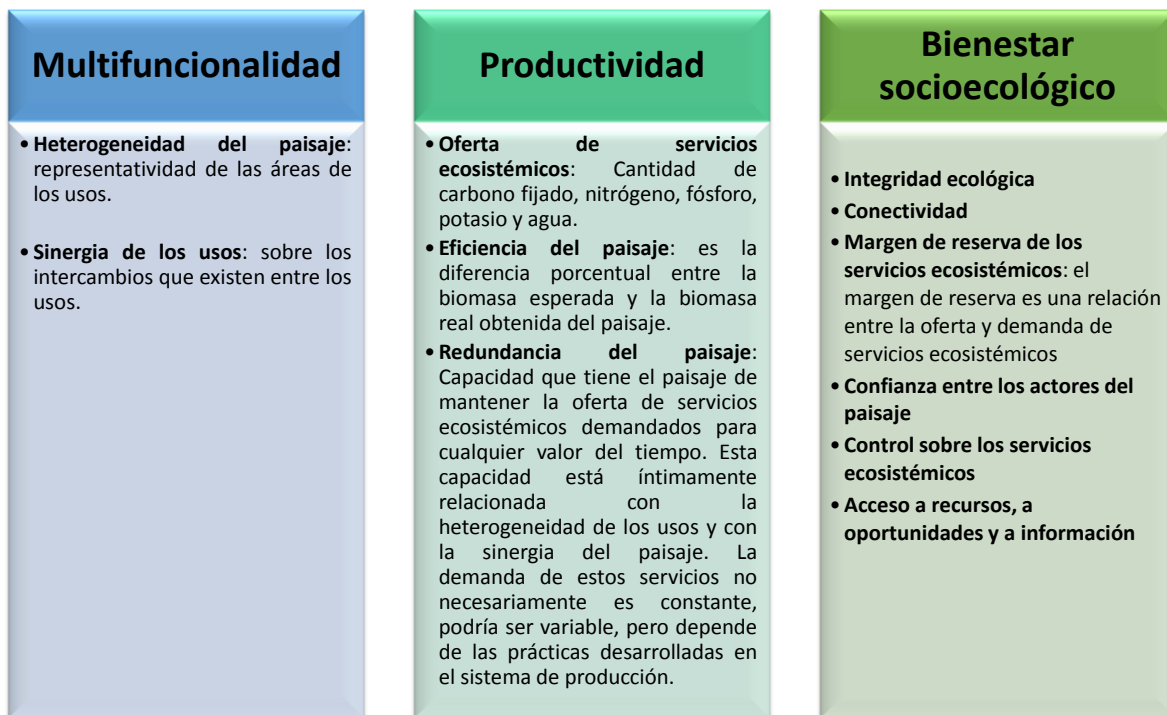 Multifuncionalidad
• Heterogeneidad del paisaje:
representatividad de las áreas de
los usos.
• Sinergia de los usos: sobre los
intercambios que existen entre los
usos.
Productividad
• Oferta de servicios
ecosistémicos: Cantidad de
carbono fijado, nitrógeno, fósforo,
potasio y agua.
• Eficiencia del paisaje: es la
diferencia porcentual entre la
biomasa esperada y la biomasa
real obtenida del paisaje.
• Redundancia del paisaje:
Capacidad que tiene el paisaje de
mantener la oferta de servicios
ecosistémicos demandados para
cualquier valor del tiempo. Esta
capacidad está íntimamente
relacionada con la
heterogeneidad de los usos y con
la sinergia del paisaje. La
demanda de estos servicios no
necesariamente es constante,
podría ser variable, pero depende
de las prácticas desarrolladas en
el sistema de producción.
Bienestar
socioecológico
• Integridad ecológica
• Conectividad
• Margen de reserva de los
servicios ecosistémicos: el
margen de reserva es una relación
entre la oferta y demanda de
servicios ecosistémicos
• Confianza entre los actores del
paisaje
• Control sobre los servicios
ecosistémicos
• Acceso a recursos, a
oportunidades y a información